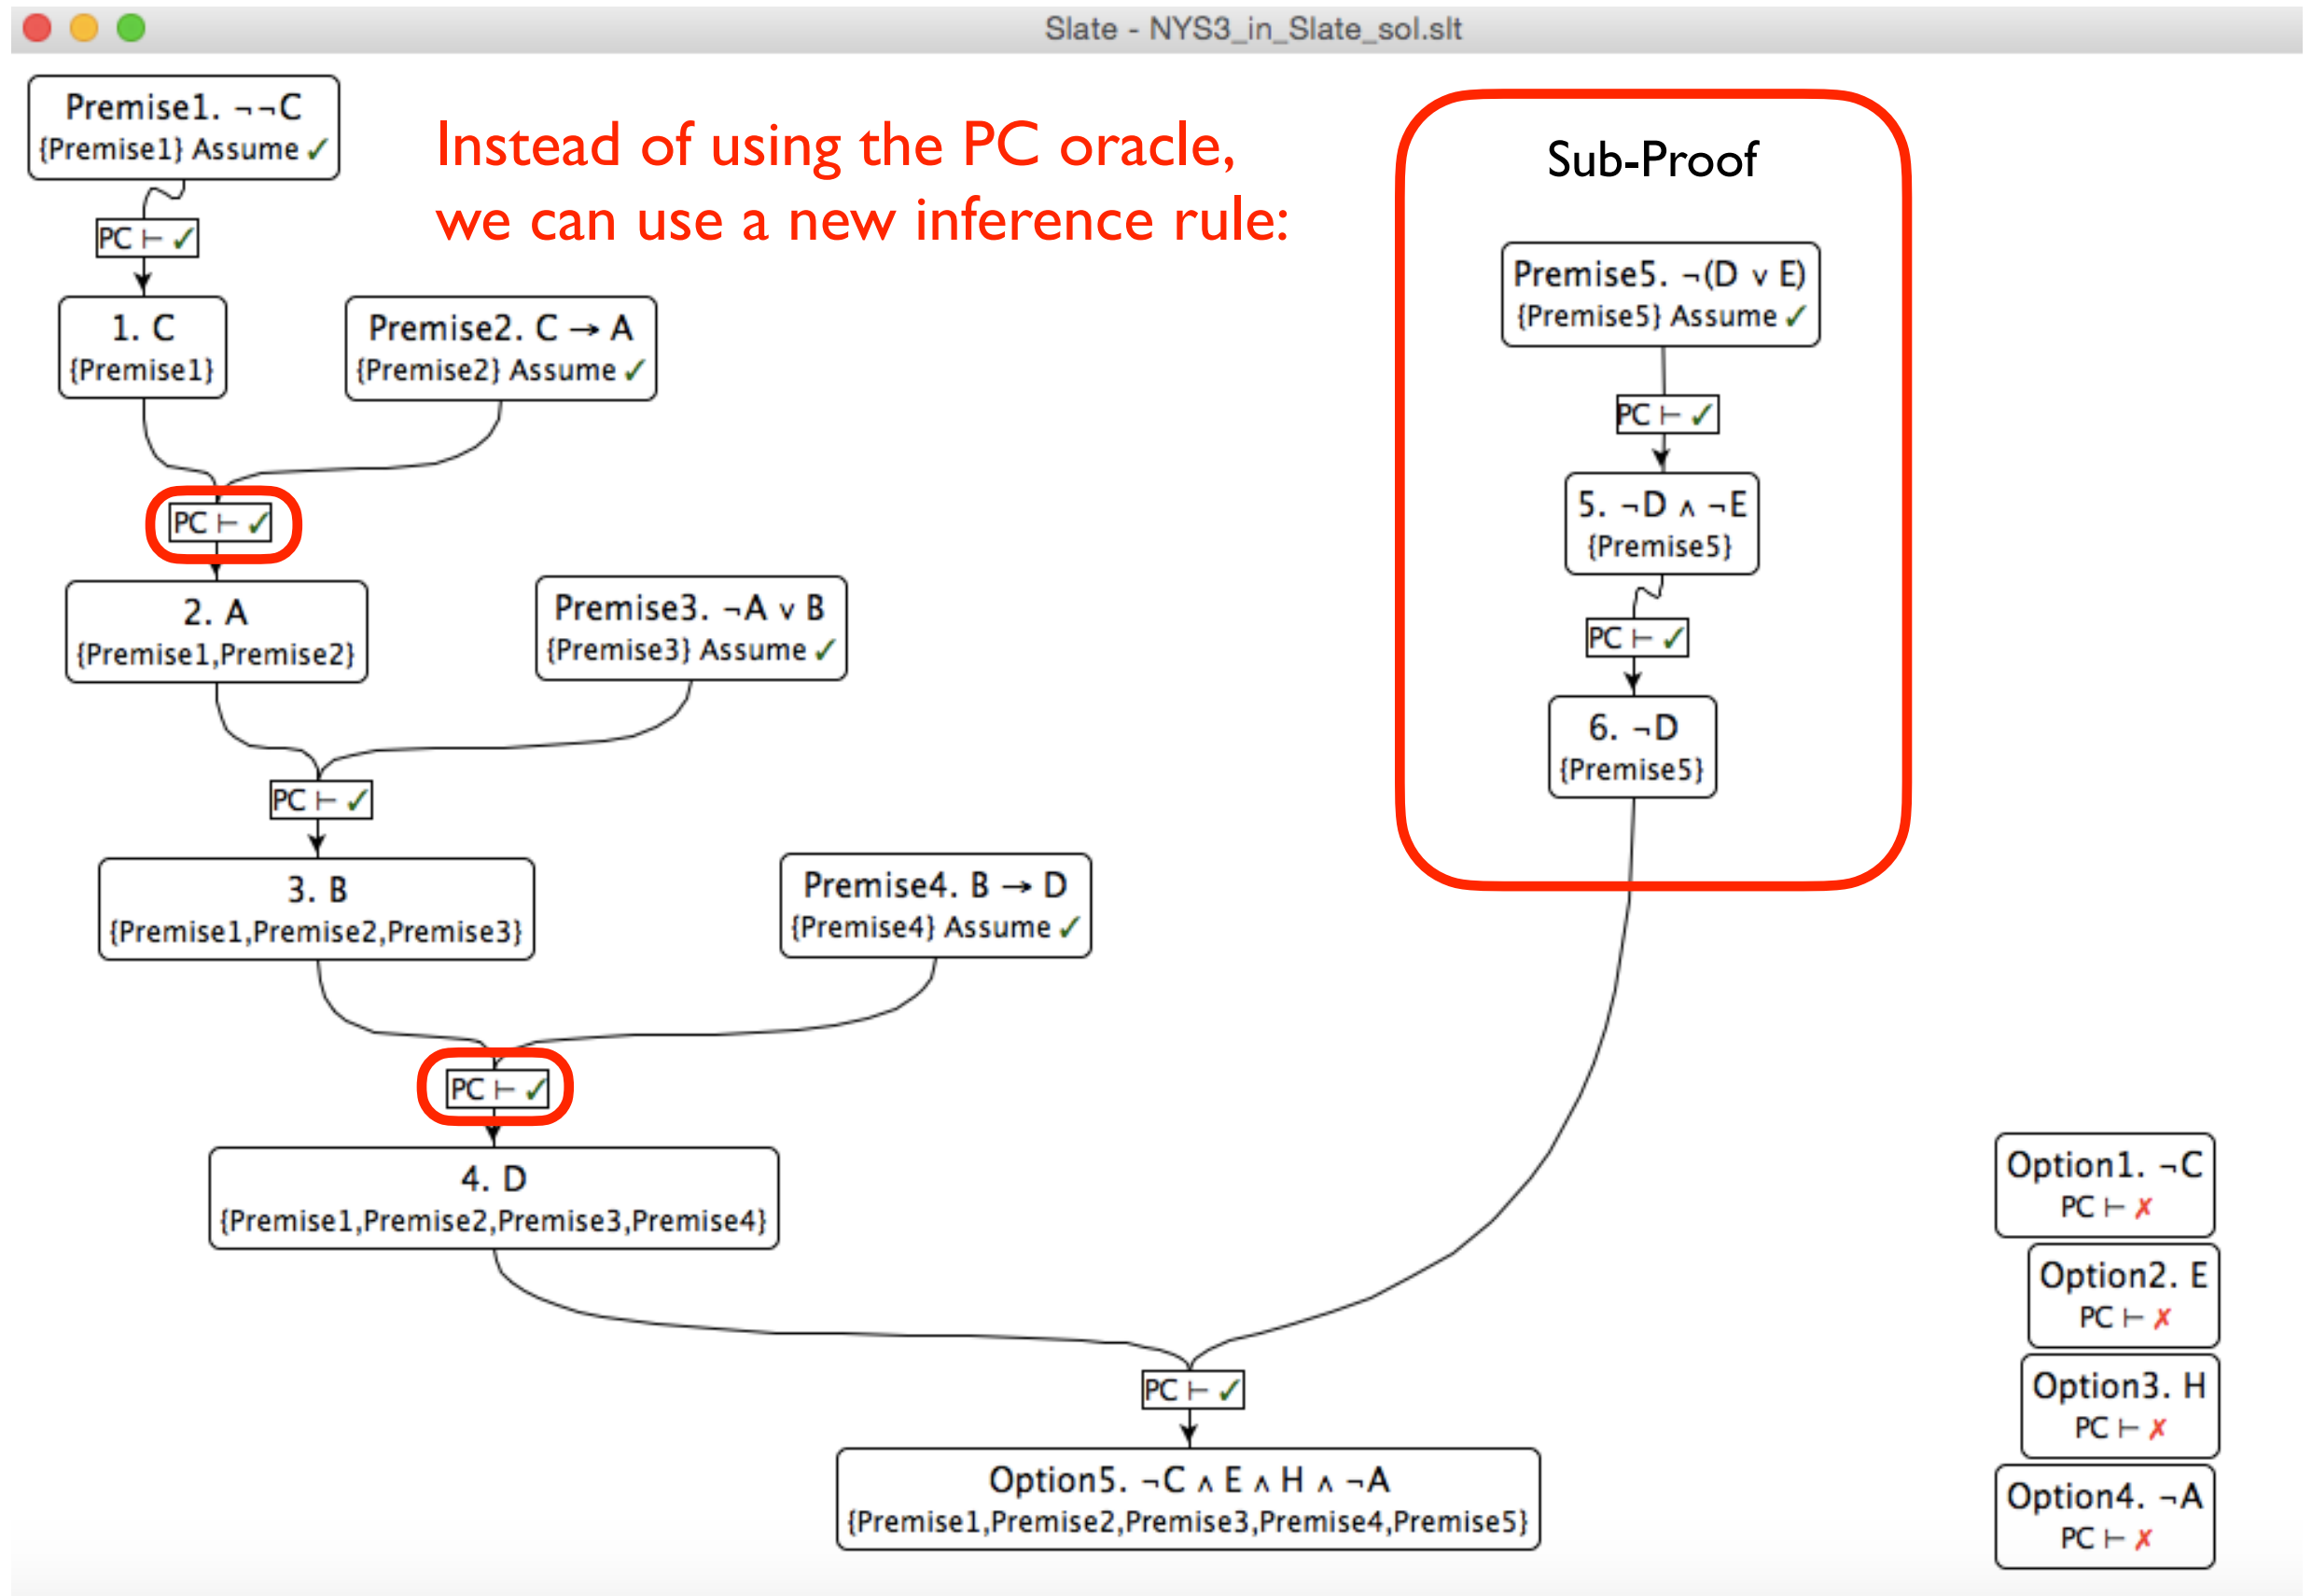 Slate - NYS3_in_Slate_sol.slt
Premise1. ¬¬C
{Premise1} Assume ✓
Instead of using the PC oracle,
we can use a new inference rule:
Sub-Proof
PC ⊢ ✓
Premise5. ¬(D ∨ E)
{Premise5} Assume ✓
1. C
{Premise1}
Premise2. C → A
{Premise2} Assume ✓
PC ⊢ ✓
5. ¬D ∧ ¬E
{Premise5}
PC ⊢ ✓
2. A
{Premise1,Premise2}
Premise3. ¬A ∨ B
{Premise3} Assume ✓
PC ⊢ ✓
6. ¬D
{Premise5}
PC ⊢ ✓
3. B
{Premise1,Premise2,Premise3}
Premise4. B → D
{Premise4} Assume ✓
PC ⊢ ✓
4. D
{Premise1,Premise2,Premise3,Premise4}
Option1. ¬C
PC ⊢ ✗
Option2. E
PC ⊢ ✗
Option3. H
PC ⊢ ✗
Option4. ¬A
PC ⊢ ✗
PC ⊢ ✓
Option5. ¬C ∧ E ∧ H ∧ ¬A
{Premise1,Premise2,Premise3,Premise4,Premise5}